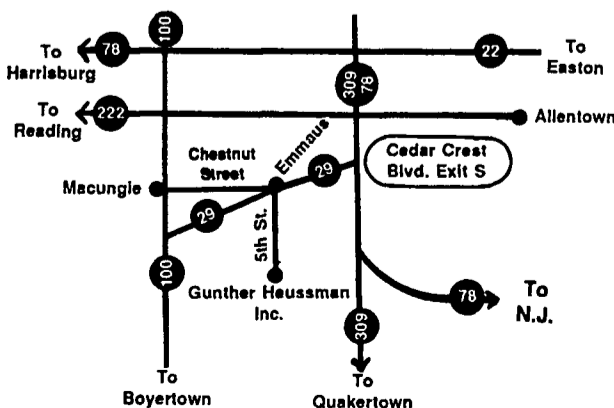 100
To
Harrisburg
78
22
To
Easton
309
78
To
Reading
222
Allentown
Chestnut
Street
Emmaus
Cedar Crest
Blvd. Exit S
Macungie
29
29
5th St.
100
Gunther Heussman
Inc.
78
To
N.J.
309
To
Boyertown
To
Quakertown